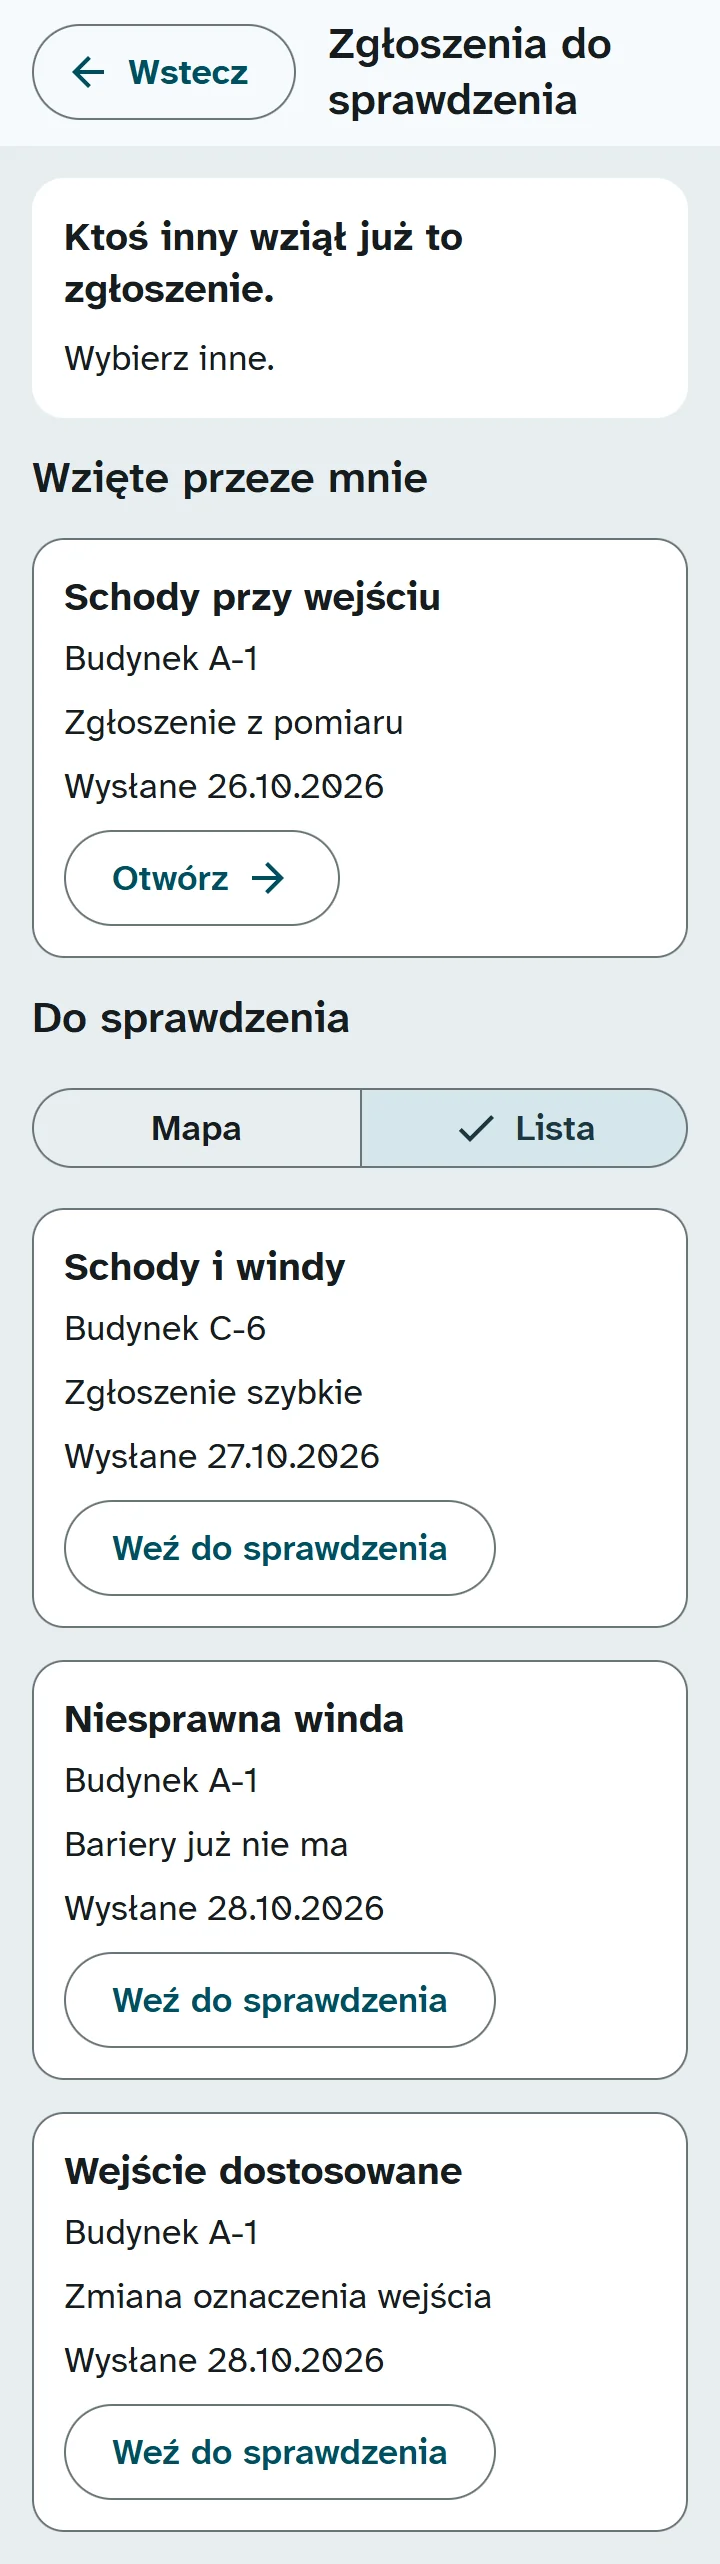 Wstecz
Zgłoszenia do
sprawdzenia
Ktoś inny wziął już to
zgłoszenie.
Wybierz inne.
Wzięte przeze mnie
Schody przy wejściu
Budynek A-1
Zgłoszenie z pomiaru
Wysłane 26.10.2026
Otwórz
Do sprawdzenia
Mapa
Lista
Schody i windy
Budynek C-6
Zgłoszenie szybkie
Wysłane 27.10.2026
Weź do sprawdzenia
Niesprawna winda
Budynek A-1
Bariery już nie ma
Wysłane 28.10.2026
Weź do sprawdzenia
Wejście dostosowane
Budynek A-1
Zmiana oznaczenia wejścia
Wysłane 28.10.2026
Weź do sprawdzenia